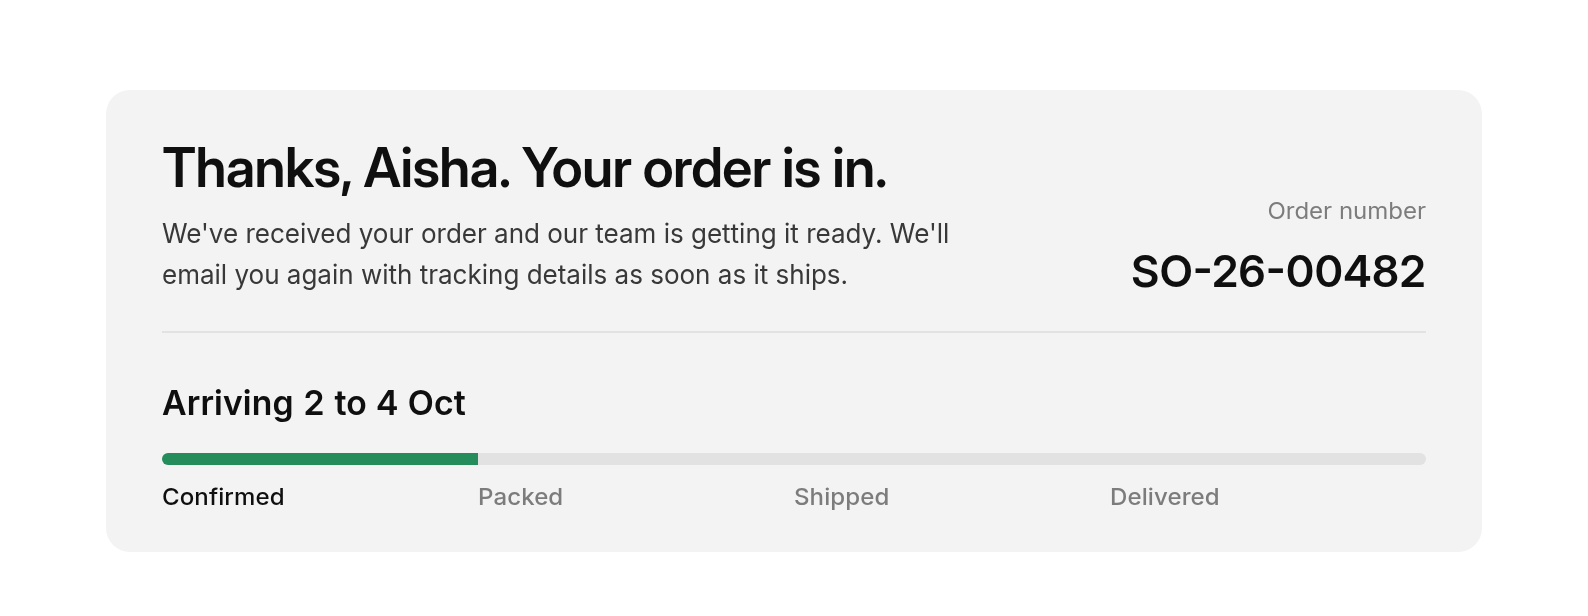 Thanks, Aisha. Your order is in.
We've received your order and our team is getting it ready. We'll
email you again with tracking details as soon as it ships.
Order number
SO-26-00482
Arriving 2 to 4 Oct
Confirmed
Packed
Shipped
Delivered